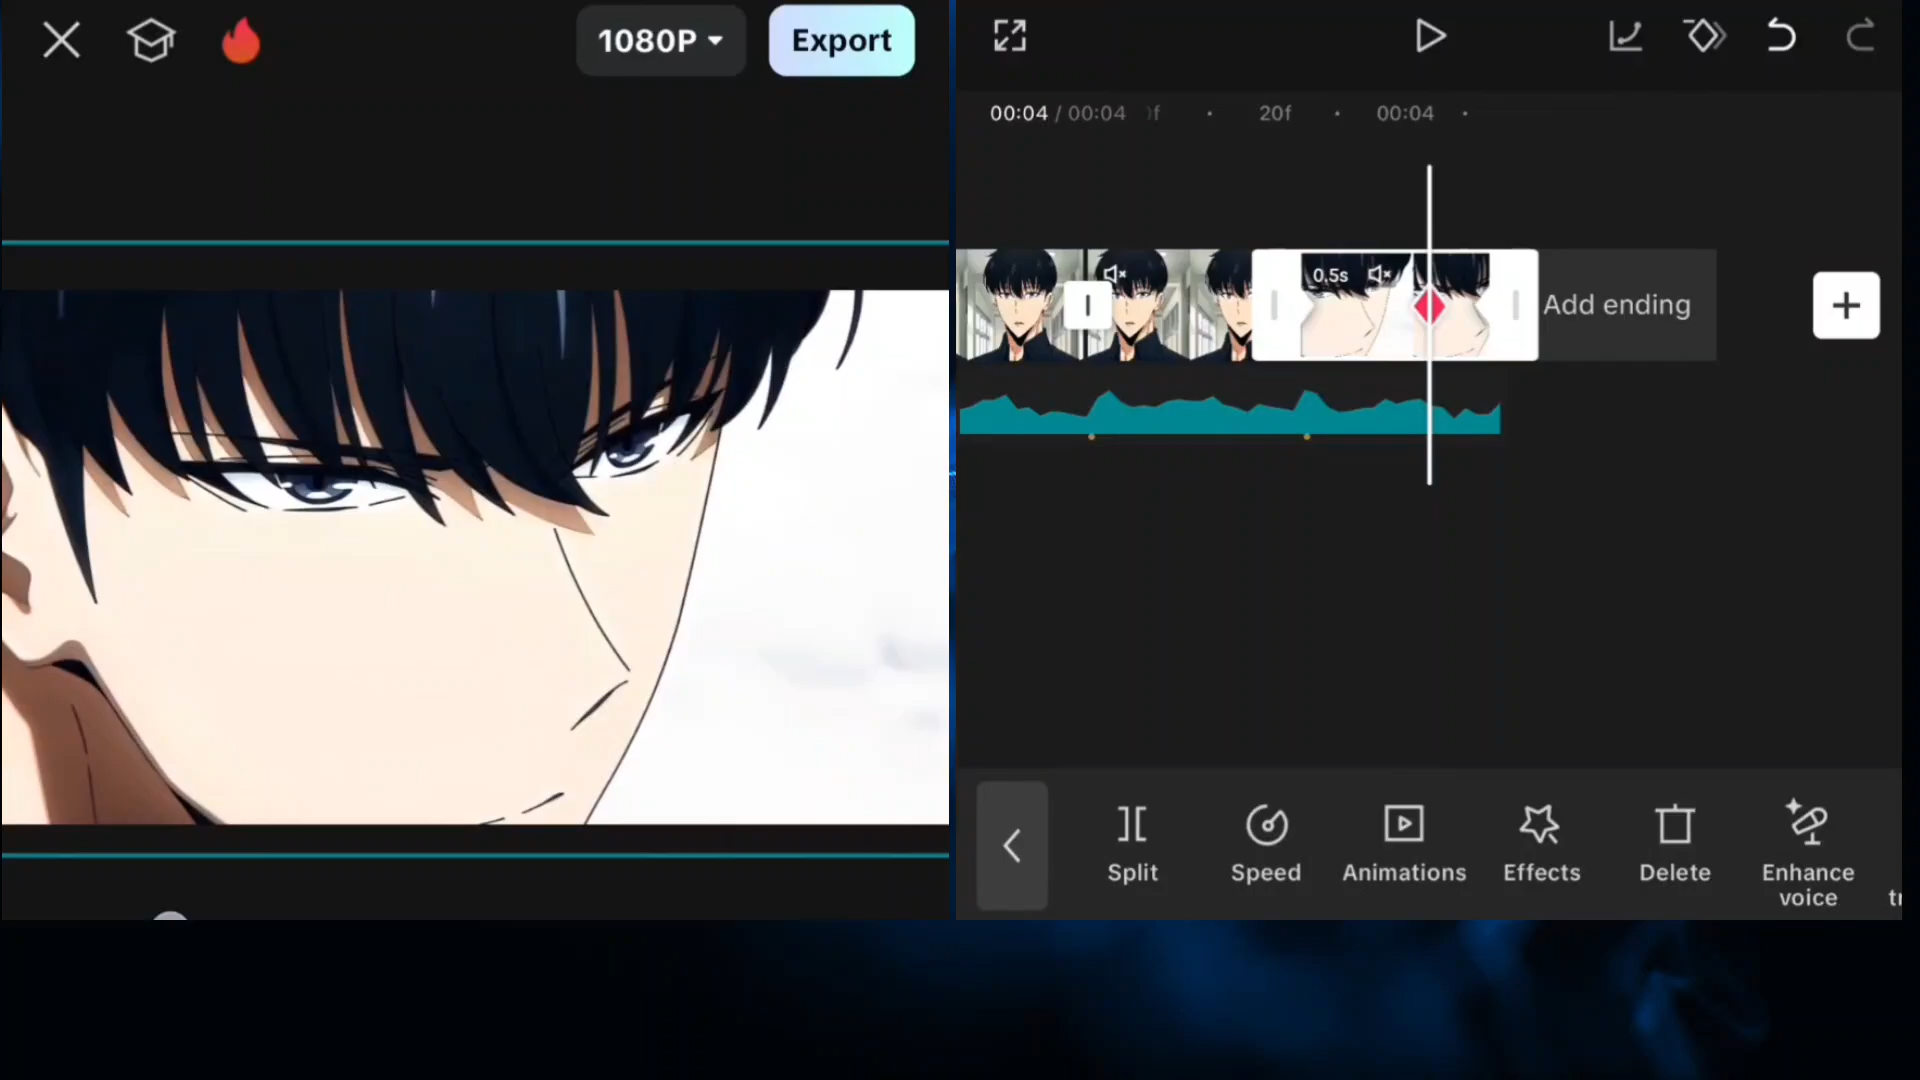 1080P
Export
00:04 / 00:04
20f
00:04
0.5s
Add ending
Split
Speed
Animations
Effects
Delete
Enhance
voice